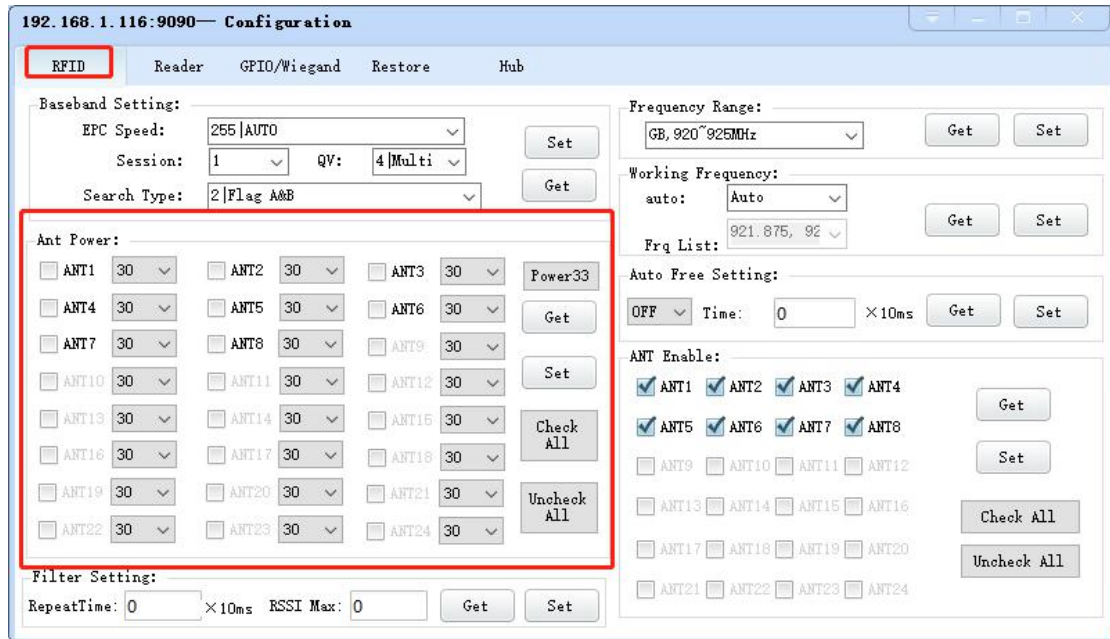 192.168.1.116:9090— Configuration
RFID Reader GPIO/Wiegand Restore Hub
Baseband Setting:
EPC Speed: 255|AUTO
Session: 1 QV: 4|Multi
Search Type: 2|Flag A&B
Set
Get
Ant Power:
ANT1 30 ANT2 30 ANT3 30 Power33
ANT4 30 ANT5 30 ANT6 30 Get
ANT7 30 ANT8 30 ANT9 30
ANT10 30 ANT11 30 ANT12 30 Set
ANT13 30 ANT14 30 ANT15 30 Check
All
ANT16 30 ANT17 30 ANT18 30
ANT19 30 ANT20 30 ANT21 30 Uncheck
All
ANT22 30 ANT23 30 ANT24 30
Filter Setting:
RepeatTime: 0 ×10ms RSSI Max: 0 Get Set
Frequency Range:
GB, 920~925MHz Get Set
Working Frequency:
auto: Auto
Frq List: 921.875, 92 Get Set
Auto Free Setting:
OFF Time: 0 ×10ms Get Set
ANT Enable:
ANT1 ANT2 ANT3 ANT4 Get
ANT5 ANT6 ANT7 ANT8
ANT9 ANT10 ANT11 ANT12 Set
ANT13 ANT14 ANT15 ANT16 Check All
ANT17 ANT18 ANT19 ANT20 Uncheck All
ANT21 ANT22 ANT23 ANT24